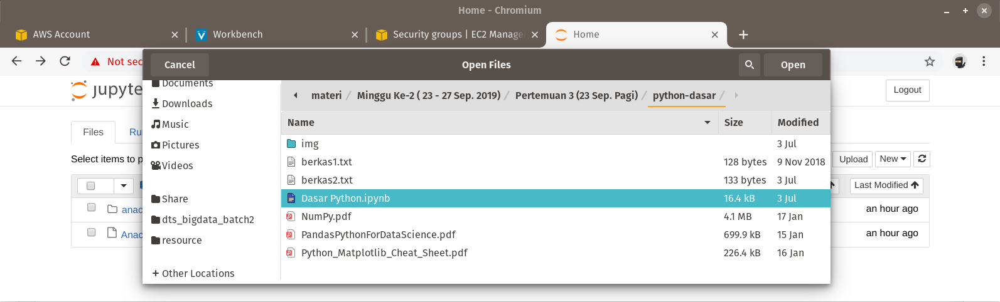 Home - Chromium
AWS Account
Workbench
Security groups | EC2 Manage
Home
Not sec
Cancel
Open Files
Open
jupyte
Logout
Files
Ru
Select items to p
Upload
New
Last Modified
anac
an hour ago
Anac
an hour ago
Documents
Downloads
Music
Pictures
Videos
Share
dts_bigdata_batch2
resource
+ Other Locations
materi / Minggu Ke-2 ( 23 - 27 Sep. 2019) / Pertemuan 3 (23 Sep. Pagi) / python-dasar /
Name Size Modified
img 3 Jul
berkas1.txt 128 bytes 9 Nov 2018
berkas2.txt 133 bytes 3 Jul
Dasar Python.ipynb 16.4 kB 3 Jul
NumPy.pdf 4.1 MB 17 Jan
PandasPythonForDataScience.pdf 699.9 kB 15 Jan
Python_Matplotlib_Cheat_Sheet.pdf 226.4 kB 16 Jan